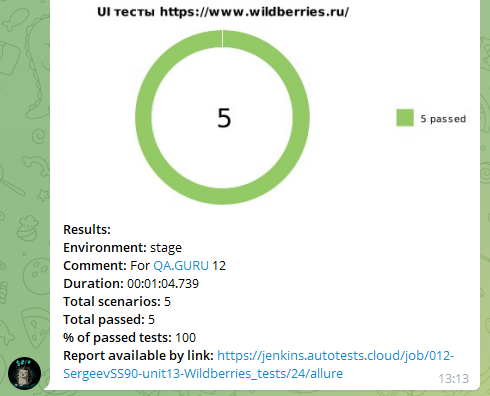 UI тесты https://www.wildberries.ru/
5
5 passed
Results:
Environment: stage
Comment: For QA.GURU 12
Duration: 00:01:04.739
Total scenarios: 5
Total passed: 5
% of passed tests: 100
Report available by link: https://jenkins.autotests.cloud/job/012-
SergeevSS90-unit13-Wildberries_tests/24/allure
13:13